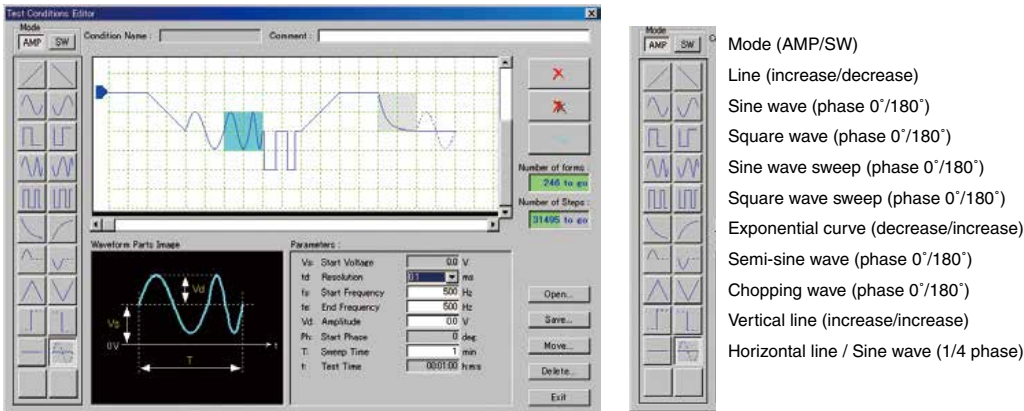 Test Conditions Editor
Mode
AMP SW
Condition Name :
Comment :
Number of forms :
246 to go
Number of Steps :
31495 to go
Waveform Parts Image
Vd
Vs
0V
t
T
Parameters :
Vs: Start Voltage 0.0 V
td: Resolution 0.1 ms
fs: Start Frequency 500 Hz
fe: End Frequency 500 Hz
Vd: Amplitude 0.0 V
Ph: Start Phase 0 deg
T: Sweep Time 1 min
t: Test Time 00:01:00 h:m:s
Open...
Save...
Move...
Delete...
Exit
Mode
AMP SW
Mode (AMP/SW)
Line (increase/decrease)
Sine wave (phase 0˚/180˚)
Square wave (phase 0˚/180˚)
Sine wave sweep (phase 0˚/180˚)
Square wave sweep (phase 0˚/180˚)
Exponential curve (decrease/increase)
Semi-sine wave (phase 0˚/180˚)
Chopping wave (phase 0˚/180˚)
Vertical line (increase/increase)
Horizontal line / Sine wave (1/4 phase)